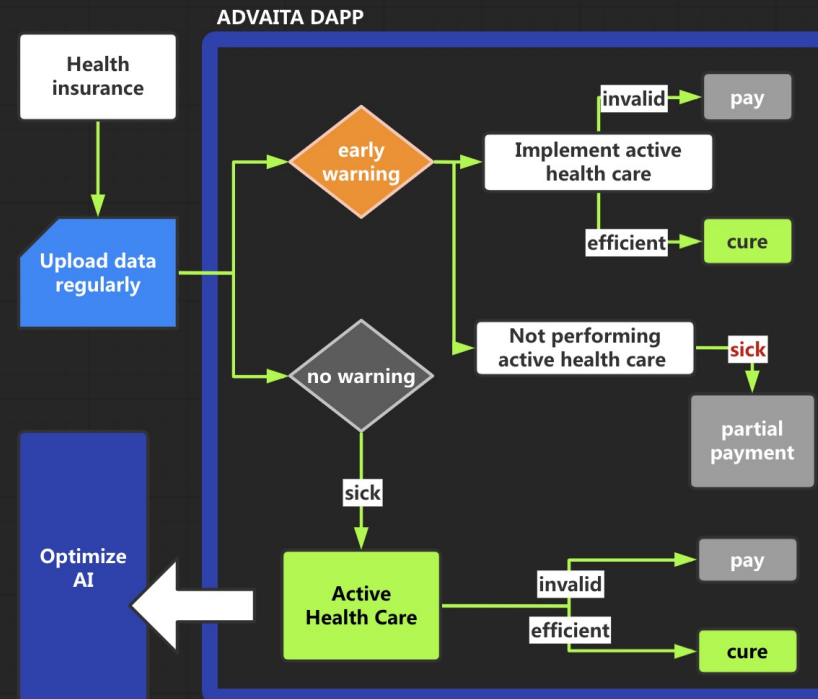 ADVAITA DAPP
Health
insurance
Upload data
regularly
early
warning
Implement active
health care
invalid
pay
efficient
cure
Not performing
active health care
sick
partial
payment
no warning
sick
Active
Health Care
invalid
pay
efficient
cure
Optimize
AI